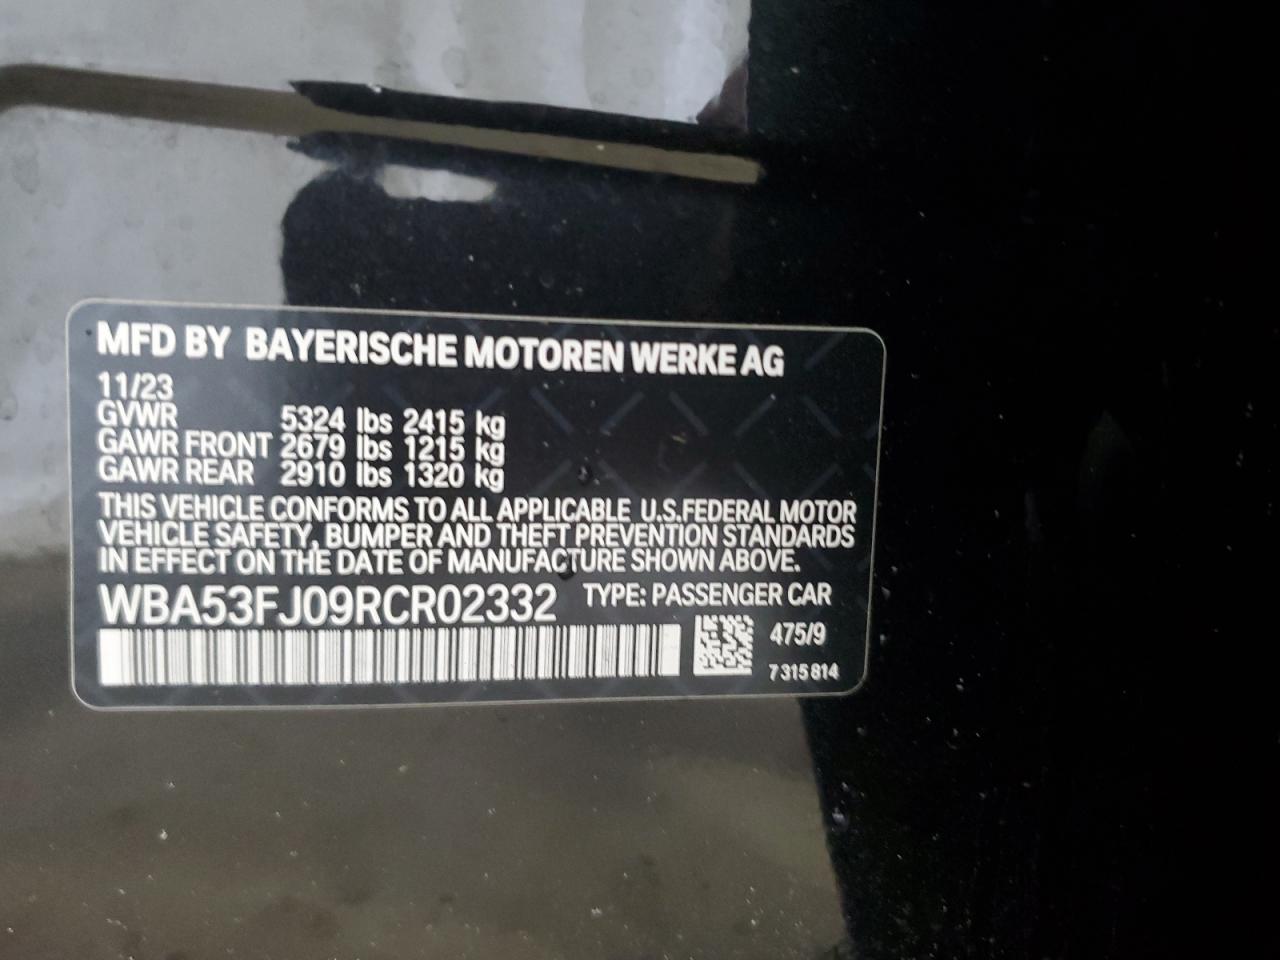 MFD BY BAYERISCHE MOTOREN WERKE AG
11/23
GVWR 5324 lbs 2415 kg
GAWR FRONT 2679 lbs 1215 kg
GAWR REAR 2910 lbs 1320 kg
THIS VEHICLE CONFORMS TO ALL APPLICABLE U.S.FEDERAL MOTOR
VEHICLE SAFETY, BUMPER AND THEFT PREVENTION STANDARDS
IN EFFECT ON THE DATE OF MANUFACTURE SHOWN ABOVE.
WBA53FJ09RCR02332 TYPE: PASSENGER CAR
475/9
7 315 814